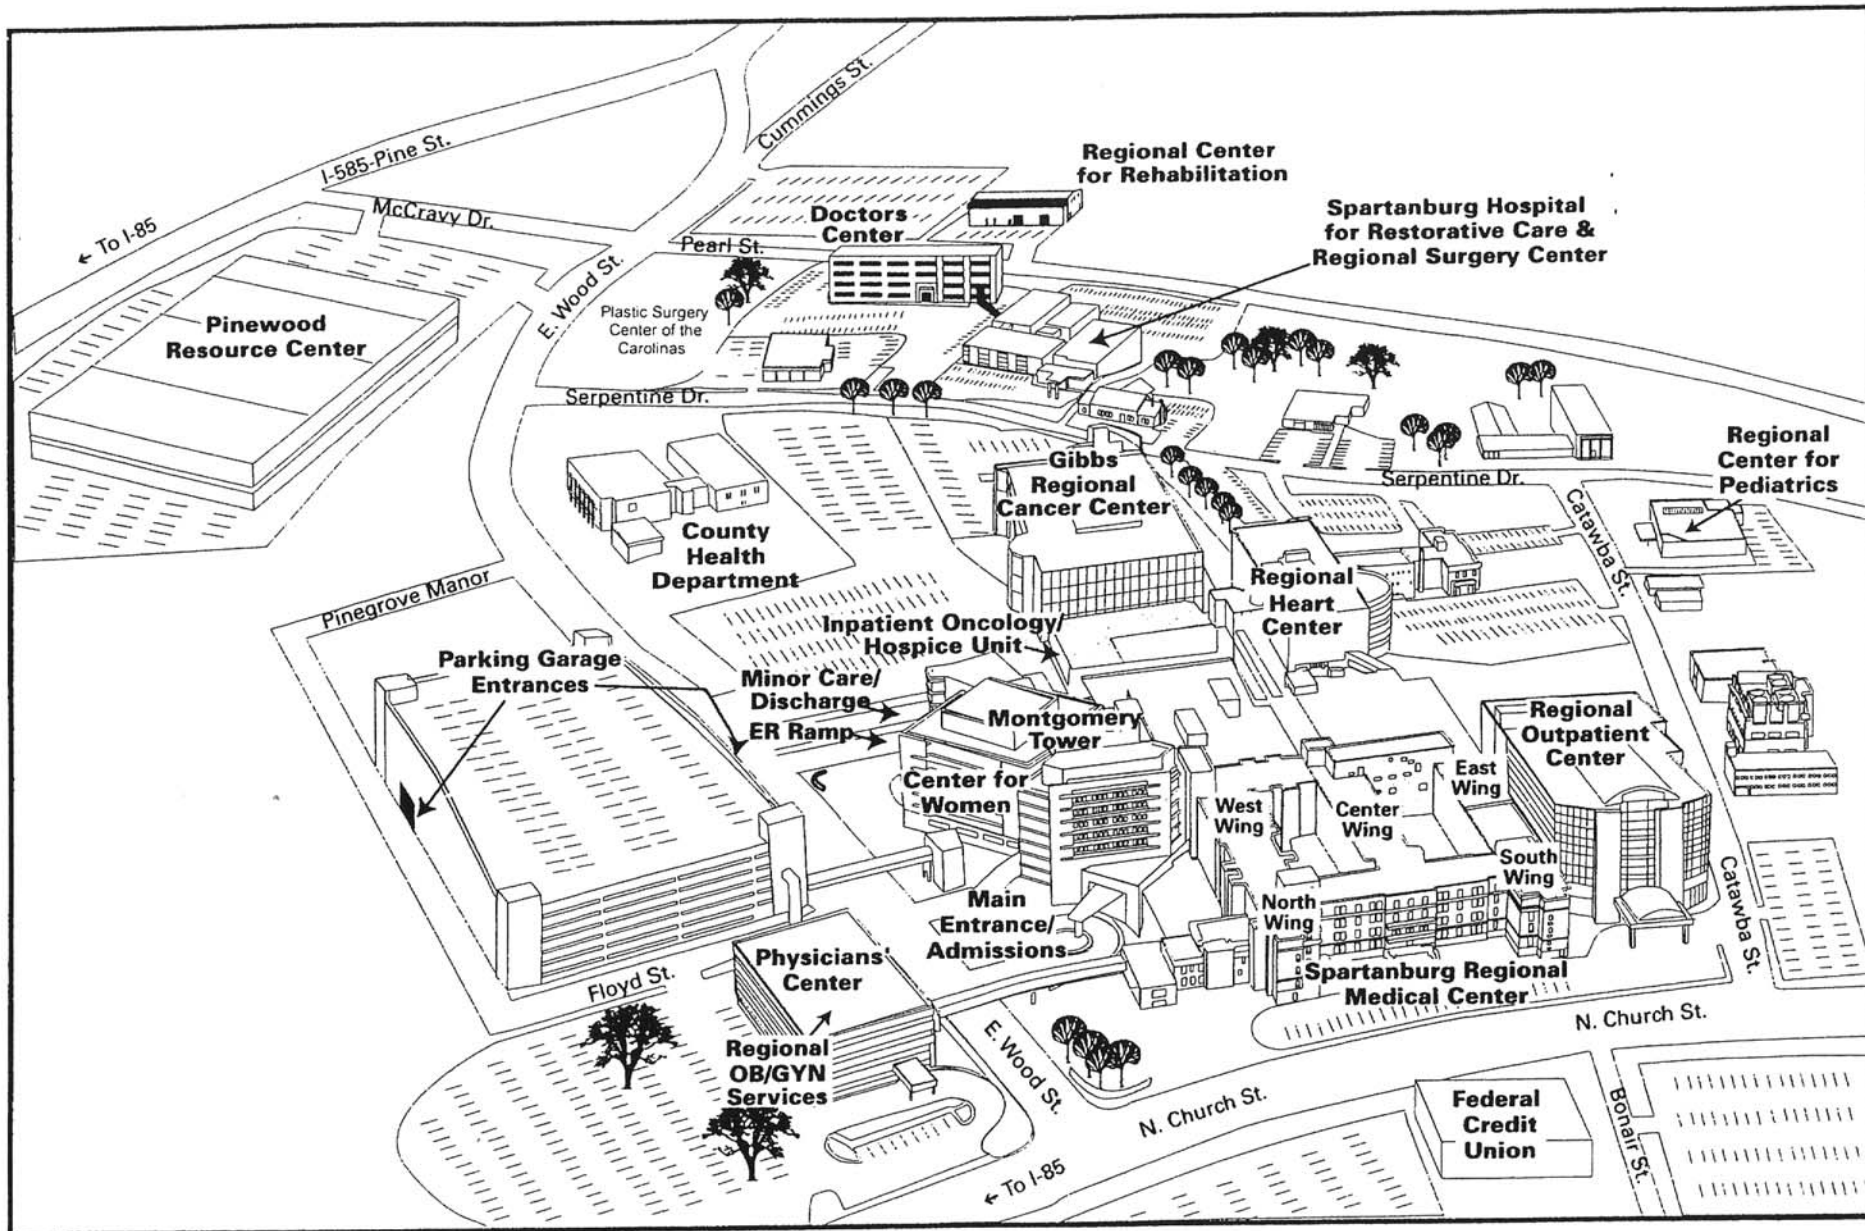 Cummings St.
I-585-Pine St.
McCravy Dr.
← To I-85
Regional Center
for Rehabilitation
Doctors
Center
Spartanburg Hospital
for Restorative Care &
Regional Surgery Center
Pearl St.
E. Wood St.
Pinewood
Resource Center
Plastic Surgery
Center of the
Carolinas
Serpentine Dr.
Gibbs
Regional
Cancer Center
Regional
Center for
Pediatrics
Serpentine Dr.
Catawba St.
County
Health
Department
Pinegrove Manor
Regional
Heart
Center
Inpatient Oncology/
Hospice Unit
Parking Garage
Entrances
Minor Care/
Discharge
ER Ramp
Montgomery
Tower
Center for
Women
Regional
Outpatient
Center
East
Wing
West
Wing
Center
Wing
South
Wing
North
Wing
Main
Entrance/
Admissions
Catawba St.
Physicians'
Center
Floyd St.
Spartanburg Regional
Medical Center
N. Church St.
Regional
OB/GYN
Services
E. Wood St.
N. Church St.
Federal
Credit
Union
Bonair St.
← To I-85